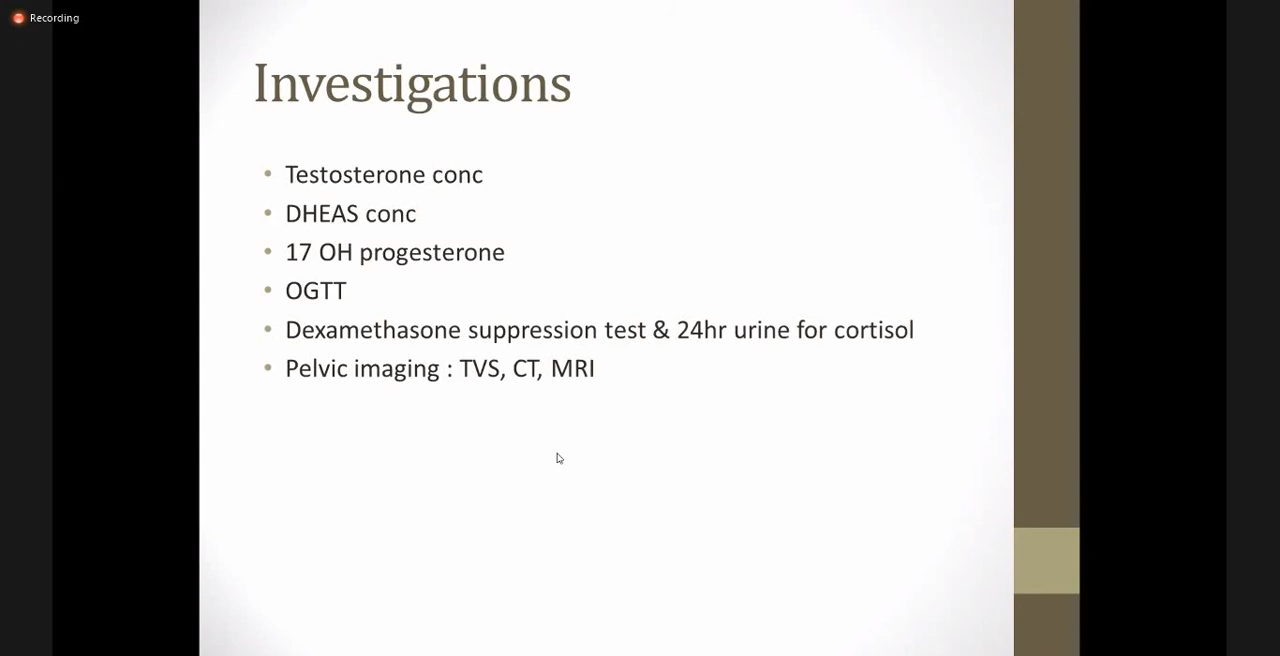 Recording
Investigations
• Testosterone conc
• DHEAS conc
• 17 OH progesterone
• OGTT
• Dexamethasone suppression test & 24hr urine for cortisol
• Pelvic imaging : TVS, CT, MRI